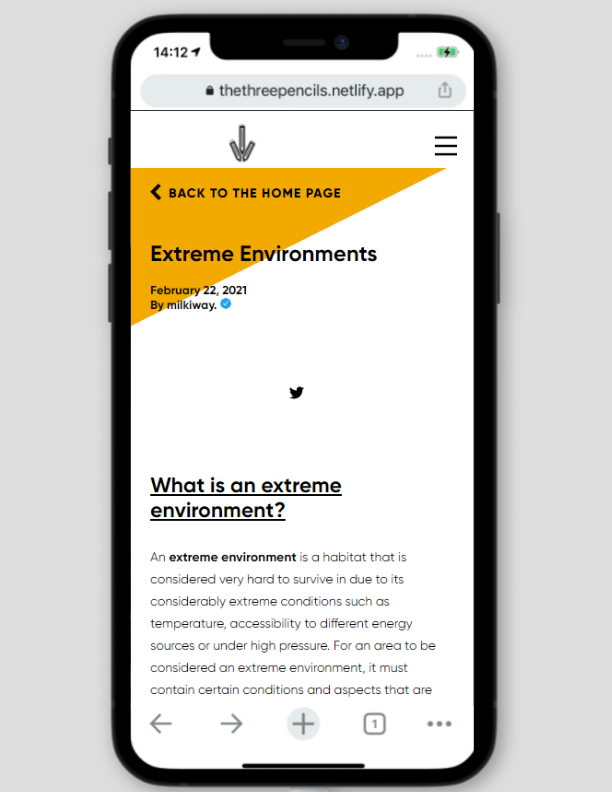 14:12
thethreepencils.netlify.app
BACK TO THE HOME PAGE
Extreme Environments
February 22, 2021
By milkiway.
What is an extreme
environment?
An extreme environment is a habitat that is
considered very hard to survive in due to its
considerably extreme conditions such as
temperature, accessibility to different energy
sources or under high pressure. For an area to be
considered an extreme environment, it must
contain certain conditions and aspects that are
1